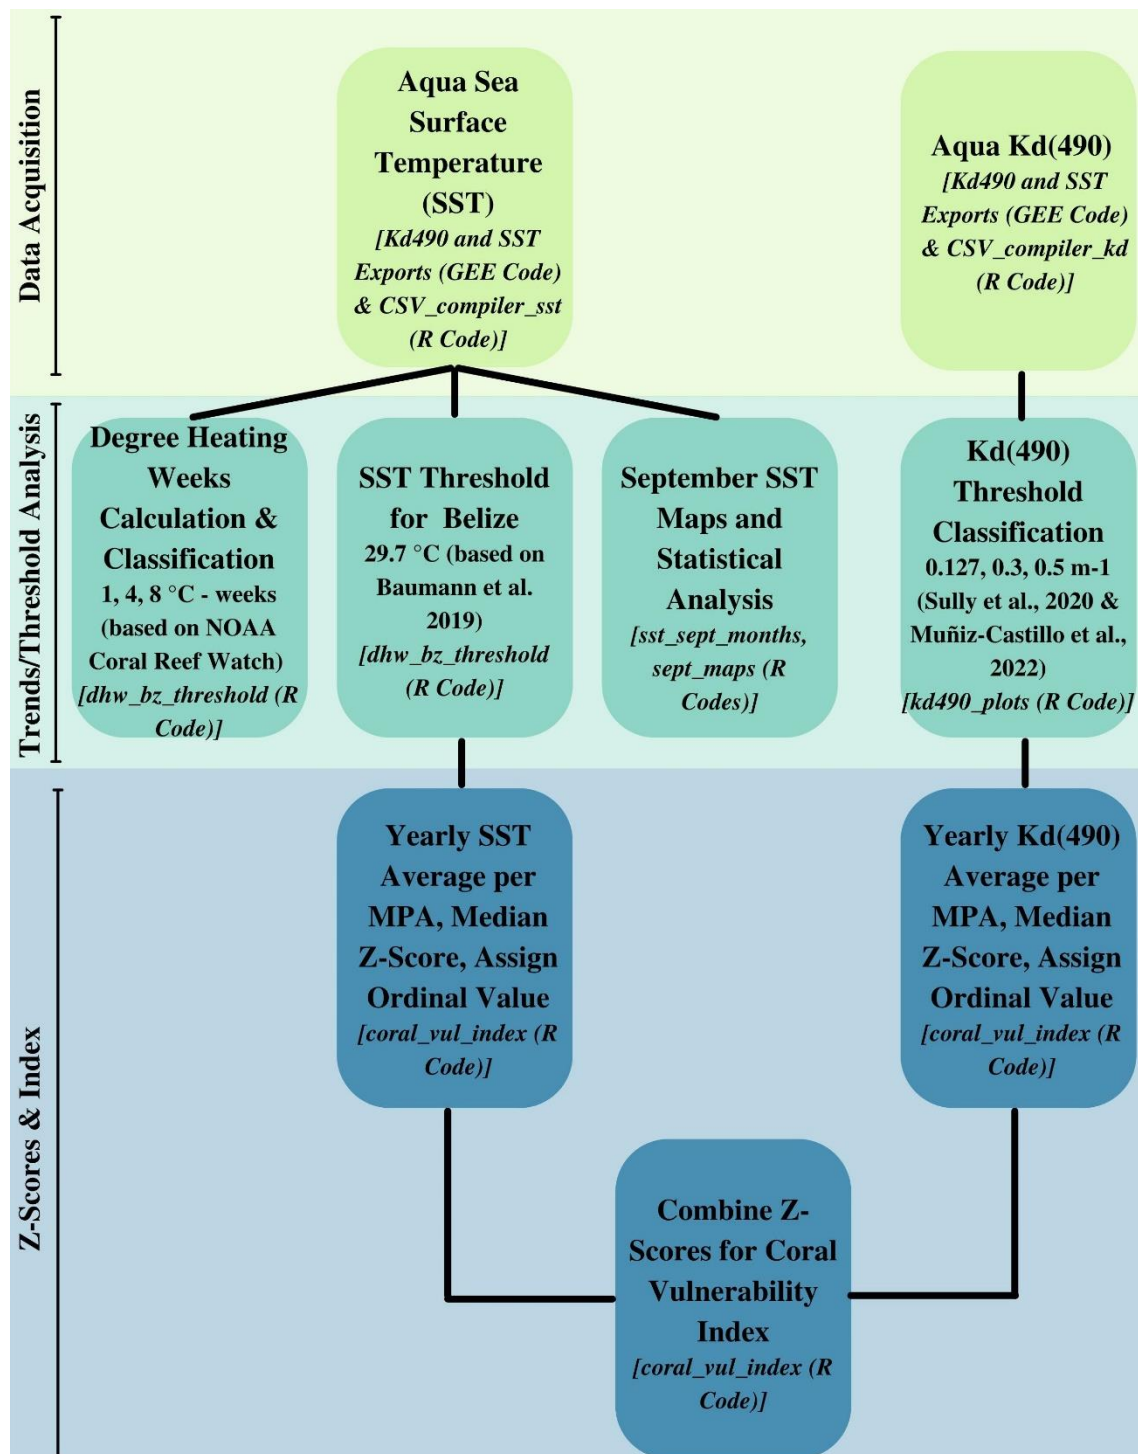 Data Acquisition
Aqua Sea
Surface
Temperature
(SST)
[Kd490 and SST
Exports (GEE Code)
& CSV_compiler_sst
(R Code)]
Aqua Kd(490)
[Kd490 and SST
Exports (GEE Code)
& CSV_compiler_kd
(R Code)]
Trends/Threshold Analysis
Degree Heating
Weeks
Calculation &
Classification
1, 4, 8 °C - weeks
(based on NOAA
Coral Reef Watch)
[dhw_bz_threshold (R
Code)]
SST Threshold
for Belize
29.7 °C (based on
Baumann et al.
2019)
[dhw_bz_threshold
(R Code)]
September SST
Maps and
Statistical
Analysis
[sst_sept_months,
sept_maps (R
Codes)]
Kd(490)
Threshold
Classification
0.127, 0.3, 0.5 m-1
(Sully et al., 2020 &
Muñiz-Castillo et al.,
2022)
[kd490_plots (R Code)]
Z-Scores & Index
Yearly SST
Average per
MPA, Median
Z-Score, Assign
Ordinal Value
[coral_vul_index (R
Code)]
Yearly Kd(490)
Average per
MPA, Median
Z-Score, Assign
Ordinal Value
[coral_vul_index (R
Code)]
Combine Z-
Scores for Coral
Vulnerability
Index
[coral_vul_index (R
Code)]